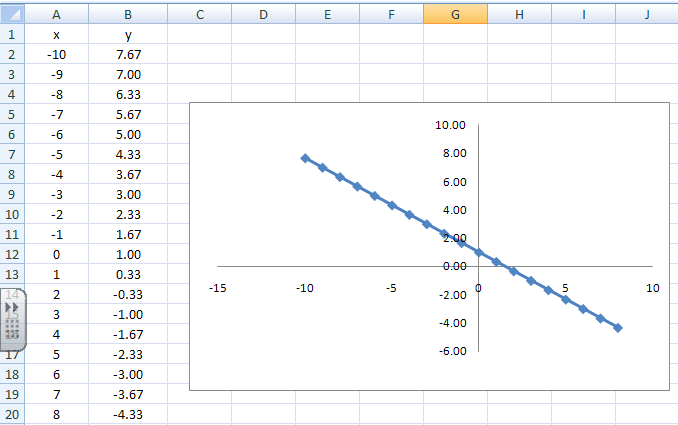 A B C D E F G H I J
1 x y
2 -10 7.67
3 -9 7.00
4 -8 6.33
5 -7 5.67
6 -6 5.00
7 -5 4.33
8 -4 3.67
9 -3 3.00
10 -2 2.33
11 -1 1.67
12 0 1.00
13 1 0.33
14 2 -0.33
15 3 -1.00
4 -1.67
17 5 -2.33
18 6 -3.00
19 7 -3.67
20 8 -4.33
10.00
8.00
6.00
4.00
2.00
0.00
-15 -10 -5 0 5 10
-2.00
-4.00
-6.00